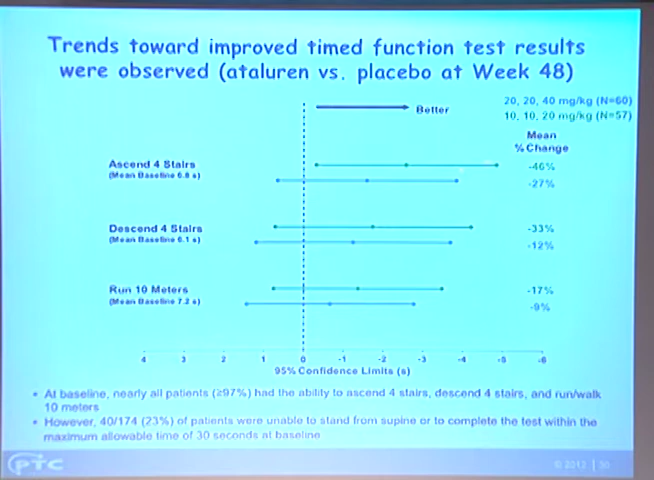 Trends toward improved timed function test results
were observed (ataluren vs. placebo at Week 48)
Better
20, 20, 40 mg/kg (N=60)
10, 10, 20 mg/kg (N=57)
Mean
% Change
Ascend 4 Stairs
(Mean Baseline 6.8 s)
-46%
-27%
Descend 4 Stairs
(Mean Baseline 6.1 s)
-33%
-12%
Run 10 Meters
(Mean Baseline 7.2 s)
-17%
-9%
4 3 2 1 0 -1 -2 -3 -4 -5 -6
95% Confidence Limits (s)
• At baseline, nearly all patients (≥97%) had the ability to ascend 4 stairs, descend 4 stairs, and run/walk
10 meters
• However, 40/174 (23%) of patients were unable to stand from supine or to complete the test within the
maximum allowable time of 30 seconds at baseline
PTC
© 2012 | 30